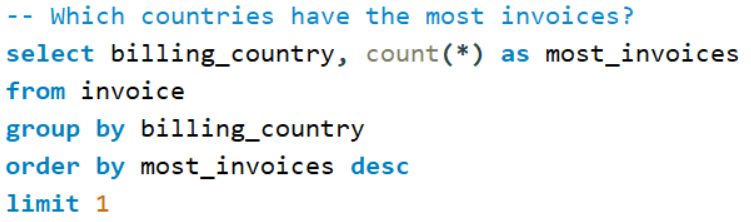 -- Which countries have the most invoices?
select billing_country, count(*) as most_invoices
from invoice
group by billing_country
order by most_invoices desc
limit 1